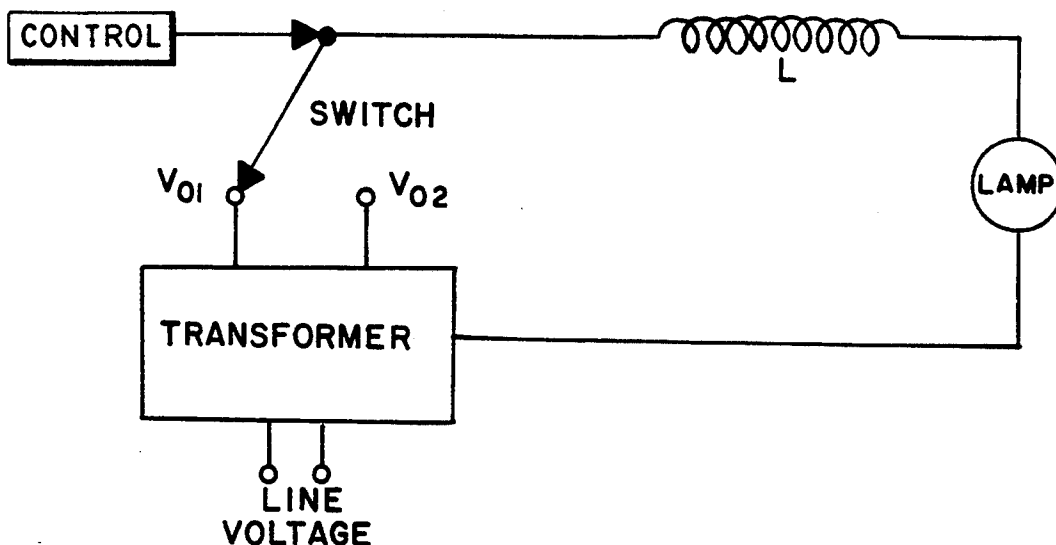 CONTROL
L
SWITCH
V01
V02
LAMP
TRANSFORMER
LINE
VOLTAGE